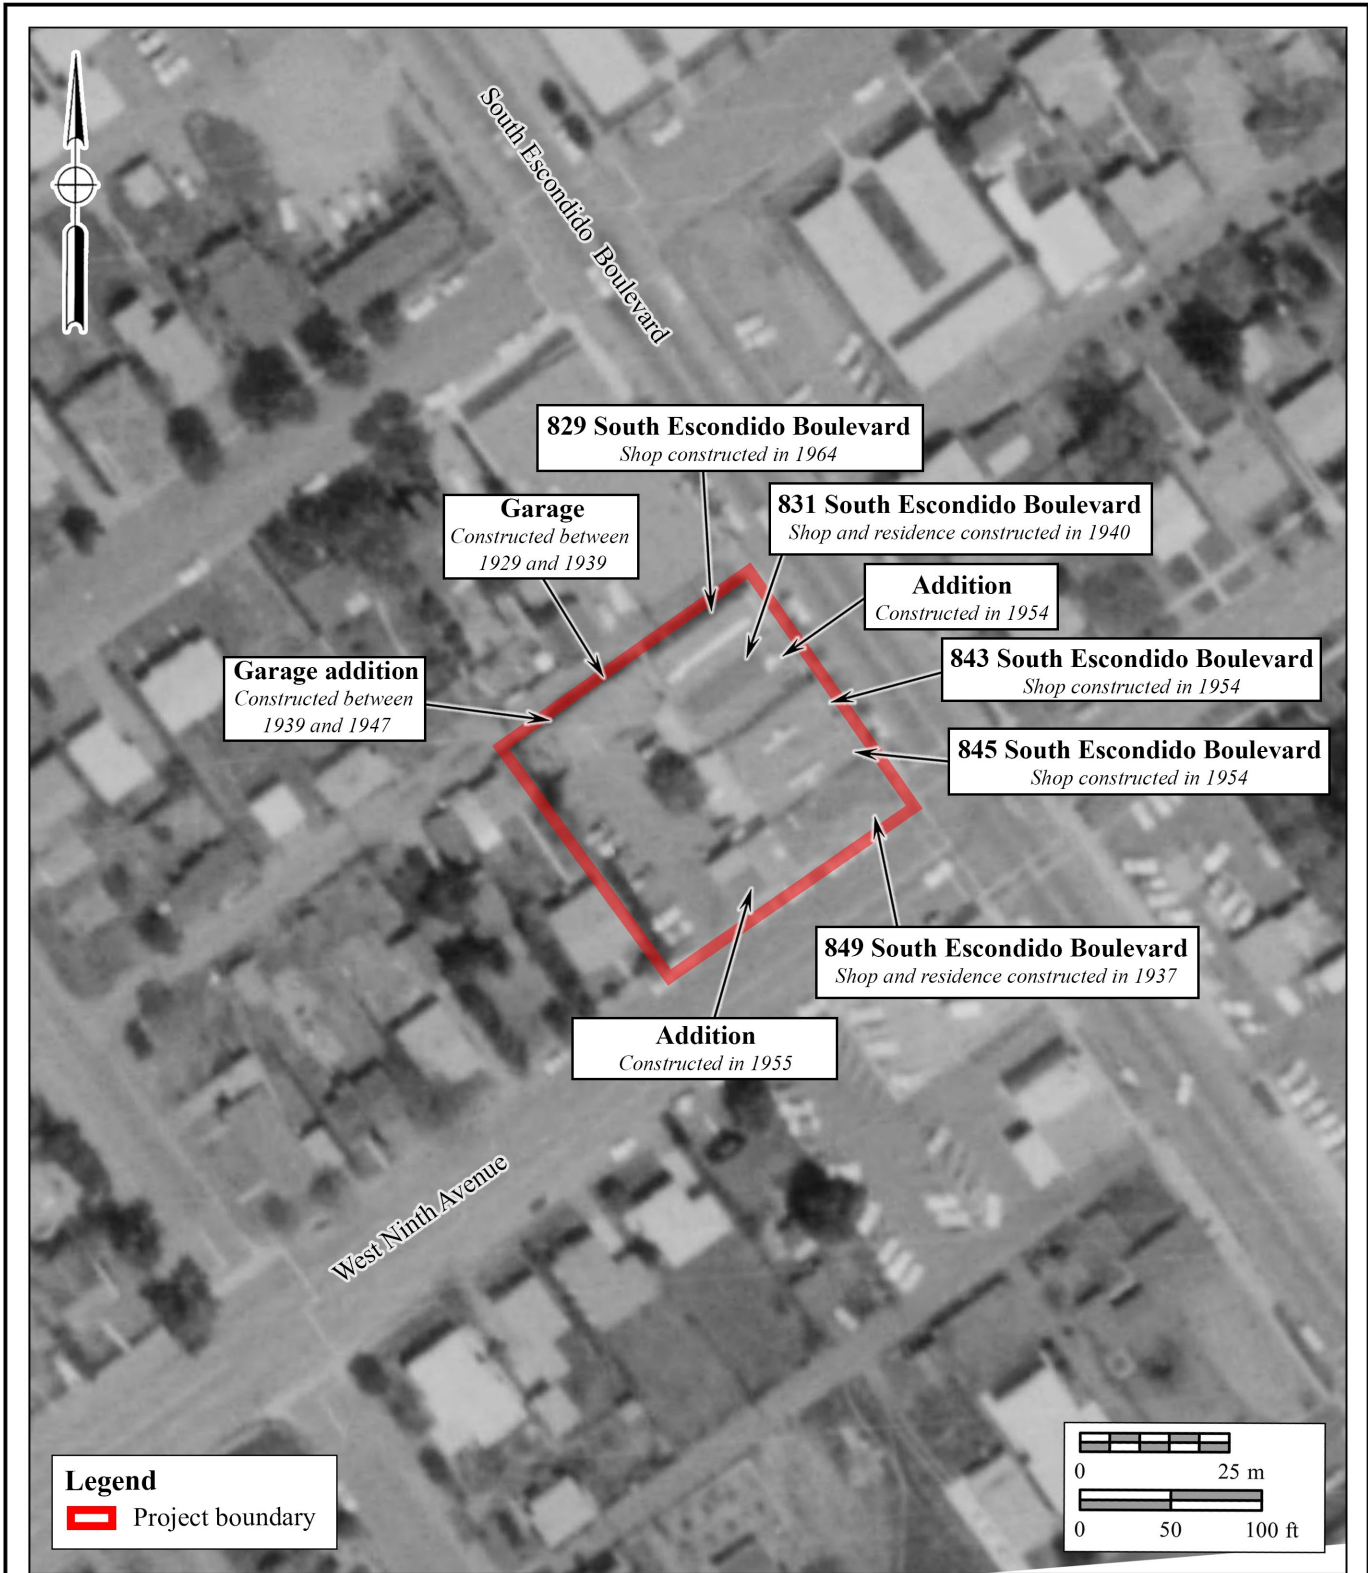 South Escondido Boulevard
829 South Escondido Boulevard
Shop constructed in 1964
831 South Escondido Boulevard
Shop and residence constructed in 1940
Garage
Constructed between
1929 and 1939
Addition
Constructed in 1954
843 South Escondido Boulevard
Shop constructed in 1954
Garage addition
Constructed between
1939 and 1947
845 South Escondido Boulevard
Shop constructed in 1954
849 South Escondido Boulevard
Shop and residence constructed in 1937
Addition
Constructed in 1955
West Ninth Avenue
Legend
Project boundary
0 25 m
0 50 100 ft